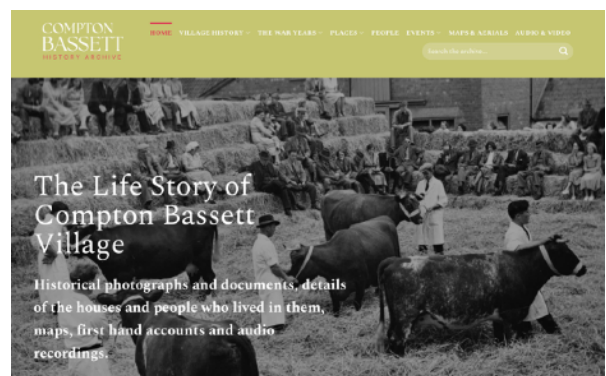 COMPTON
BASSETT
HISTORY ARCHIVE
HOME VILLAGE HISTORY THE WAR YEARS PLACES PEOPLE EVENTS MAPS & AERIALS AUDIO & VIDEO
Search the archive...
The Life Story of
Compton Bassett
Village
Historical photographs and documents, details
of the houses and people who lived in them,
maps, first hand accounts and audio
recordings.